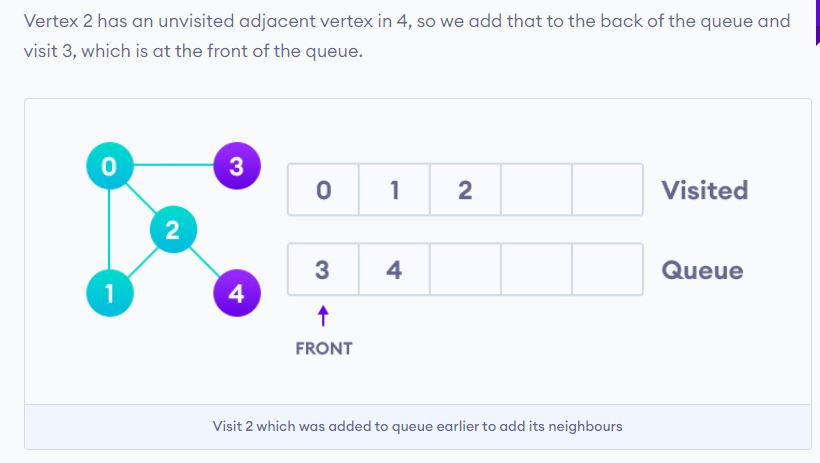 Vertex 2 has an unvisited adjacent vertex in 4, so we add that to the back of the queue and
visit 3, which is at the front of the queue.
0
3
2
1
4
0 1 2 Visited
3 4 Queue
FRONT
Visit 2 which was added to queue earlier to add its neighbours